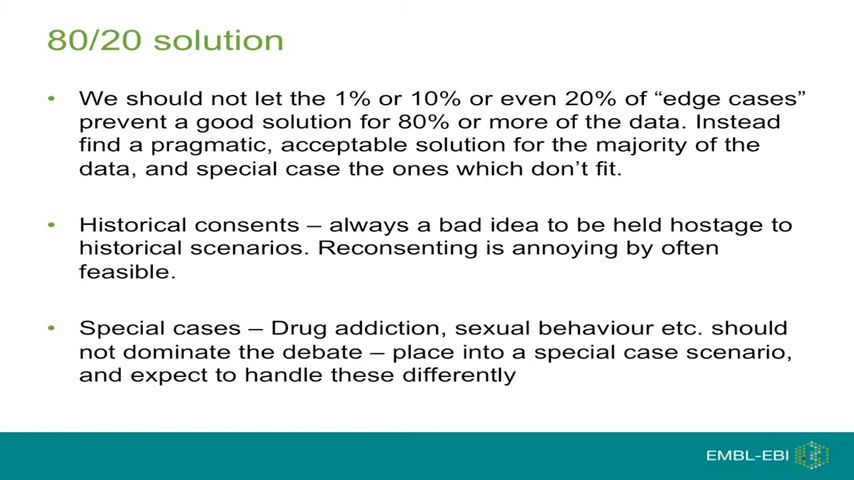 80/20 solution
• We should not let the 1% or 10% or even 20% of “edge cases”
prevent a good solution for 80% or more of the data. Instead
find a pragmatic, acceptable solution for the majority of the
data, and special case the ones which don’t fit.
• Historical consents – always a bad idea to be held hostage to
historical scenarios. Reconsenting is annoying by often
feasible.
• Special cases – Drug addiction, sexual behaviour etc. should
not dominate the debate – place into a special case scenario,
and expect to handle these differently
EMBL-EBI